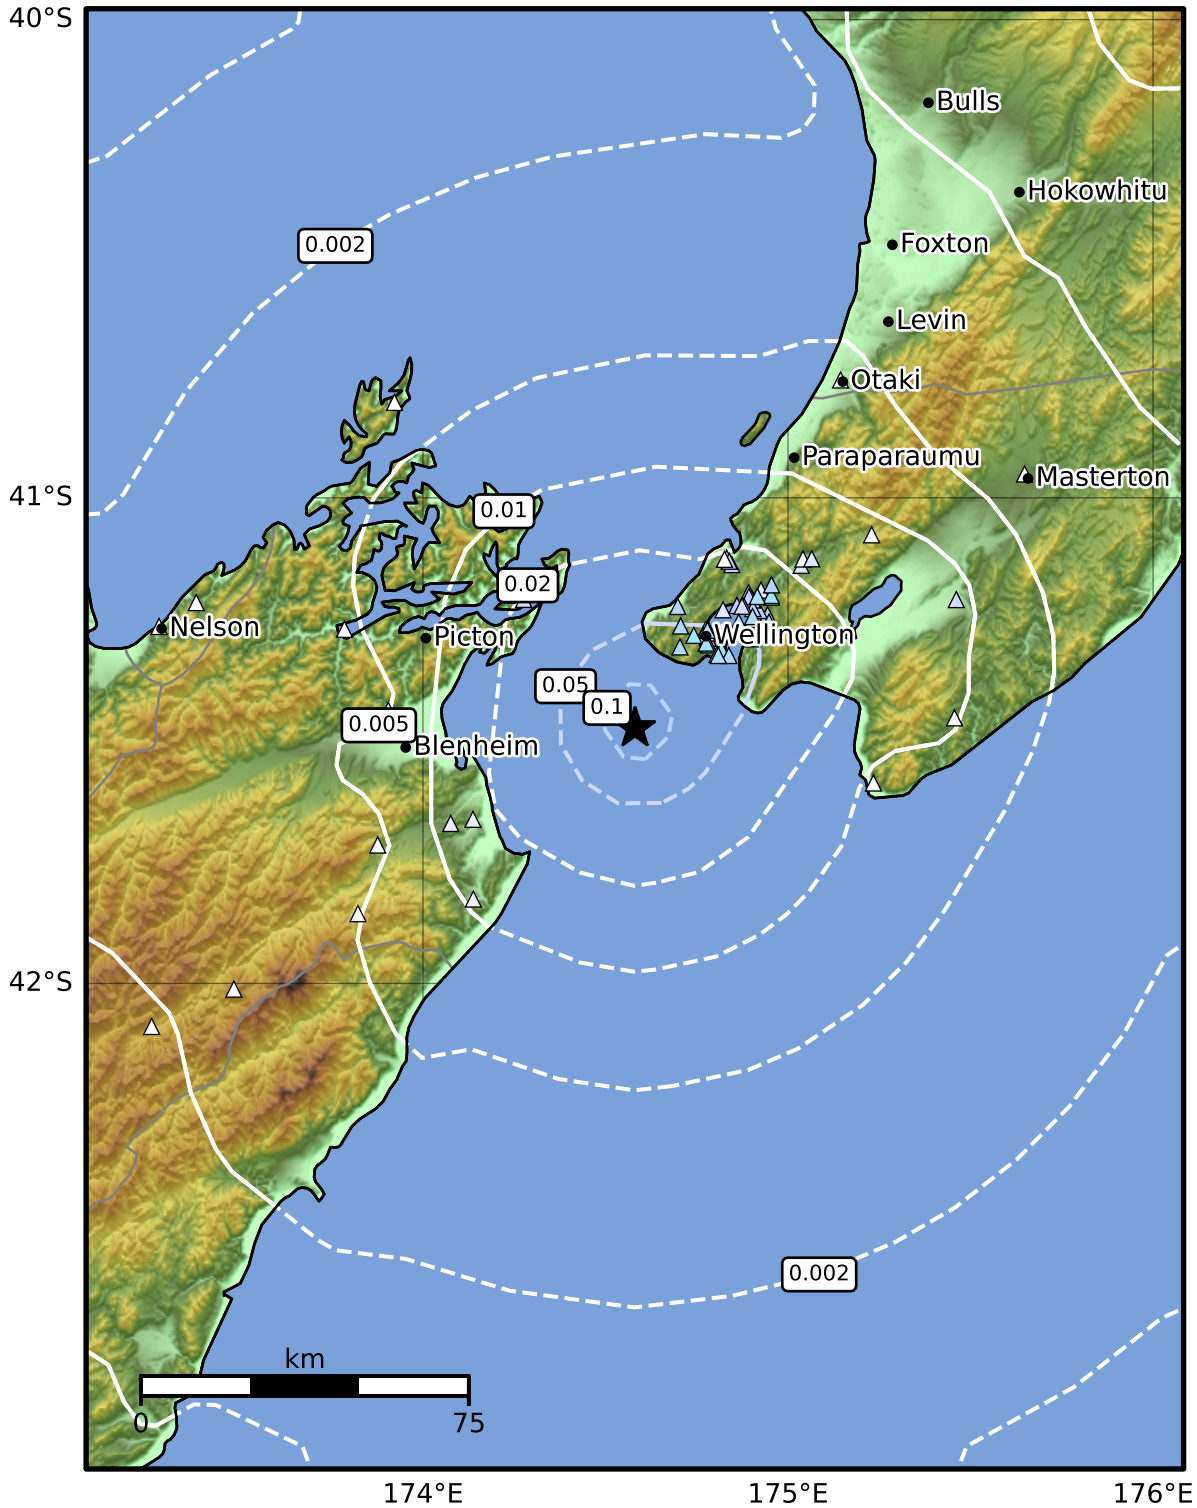 40°S
Bulls
Hokowhitu
0.002
Foxton
Levin
Otaki
Paraparaumu
Masterton
41°S
0.01
0.02
Nelson
Picton
Wellington
0.05
0.1
0.005
Blenheim
42°S
0.002
km
0 75
174°E 175°E 176°E